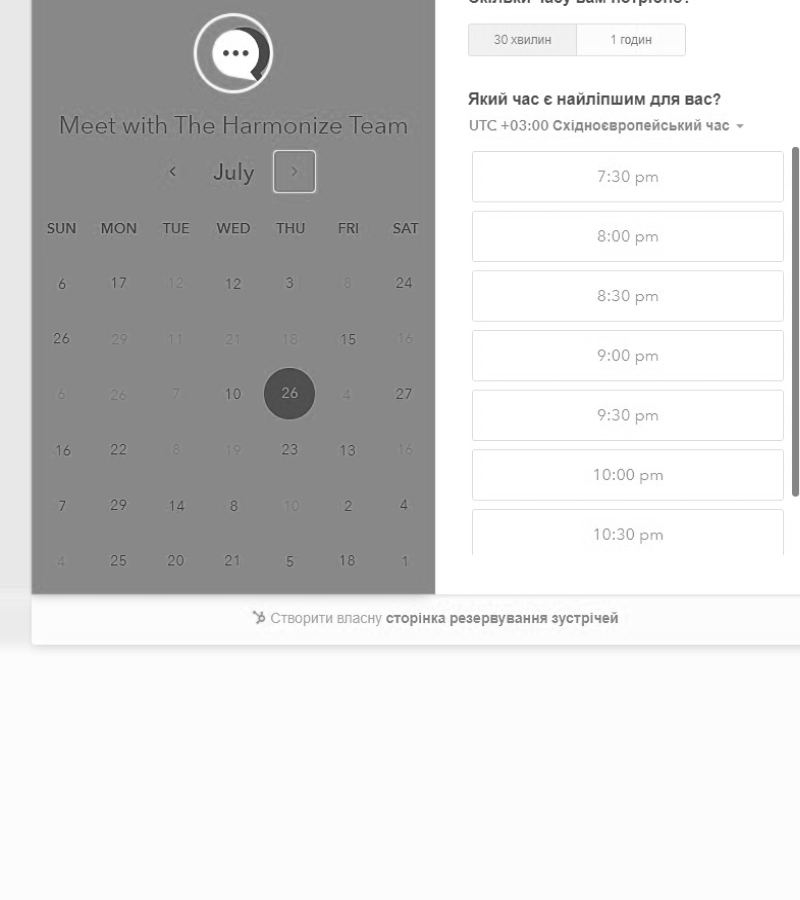 Скільки часу вам потрібно?
30 хвилин 1 годин
Meet with The Harmonize Team
July
SUN MON TUE WED THU FRI SAT
6 17 12 12 3 8 24
26 29 11 21 18 15 16
6 26 7 10 26 4 27
16 22 8 19 23 13 16
7 29 14 8 10 2 4
4 25 20 21 5 18 1
Який час є найліпшим для вас?
UTC +03:00 Східноєвропейський час
7:30 pm
8:00 pm
8:30 pm
9:00 pm
9:30 pm
10:00 pm
10:30 pm
Створити власну сторінка резервування зустрічей